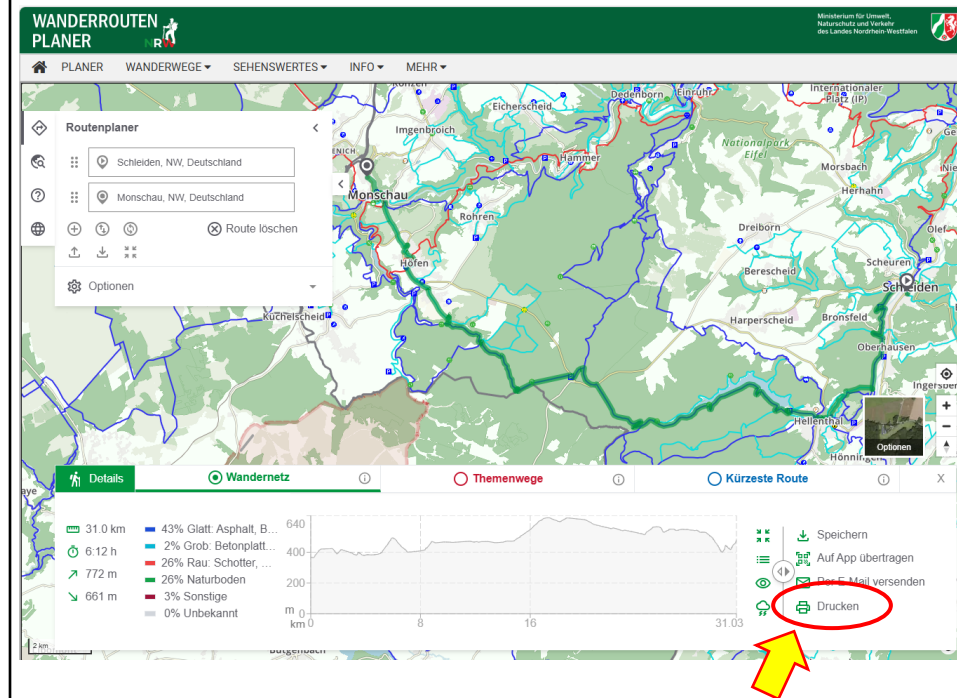 WANDERROUTEN
PLANER NRW
Ministerium für Umwelt,
Naturschutz und Verkehr
des Landes Nordrhein-Westfalen
PLANER WANDERWEGE SEHENSWERTES INFO MEHR
Routenplaner
Schleiden, NW, Deutschland
Monschau, NW, Deutschland
Route löschen
Optionen
Konzen
Eicherscheid
Dedenborn
Einruhr
Internationaler
Platz (IP)
Imgenbroich
Hammer
Nationalpark
Eifel
Morsbach
Herhahn
Monschau
Rohren
Dreiborn
Olef
Höfen
Berescheid
Scheuren
Schleiden
Küchelscheid
Harperscheid
Bronsfeld
Oberhausen
Hellenthal
Optionen
Details Wandernetz Themenwege Kürzeste Route X
31.0 km
6:12 h
772 m
661 m
43% Glatt: Asphalt, B...
2% Grob: Betonplatt...
26% Rau: Schotter, ...
26% Naturboden
3% Sonstige
0% Unbekannt
640
400
200
m 0
km 0 8 16 31.03
Speichern
Auf App übertragen
Per E-Mail versenden
Drucken
2 km